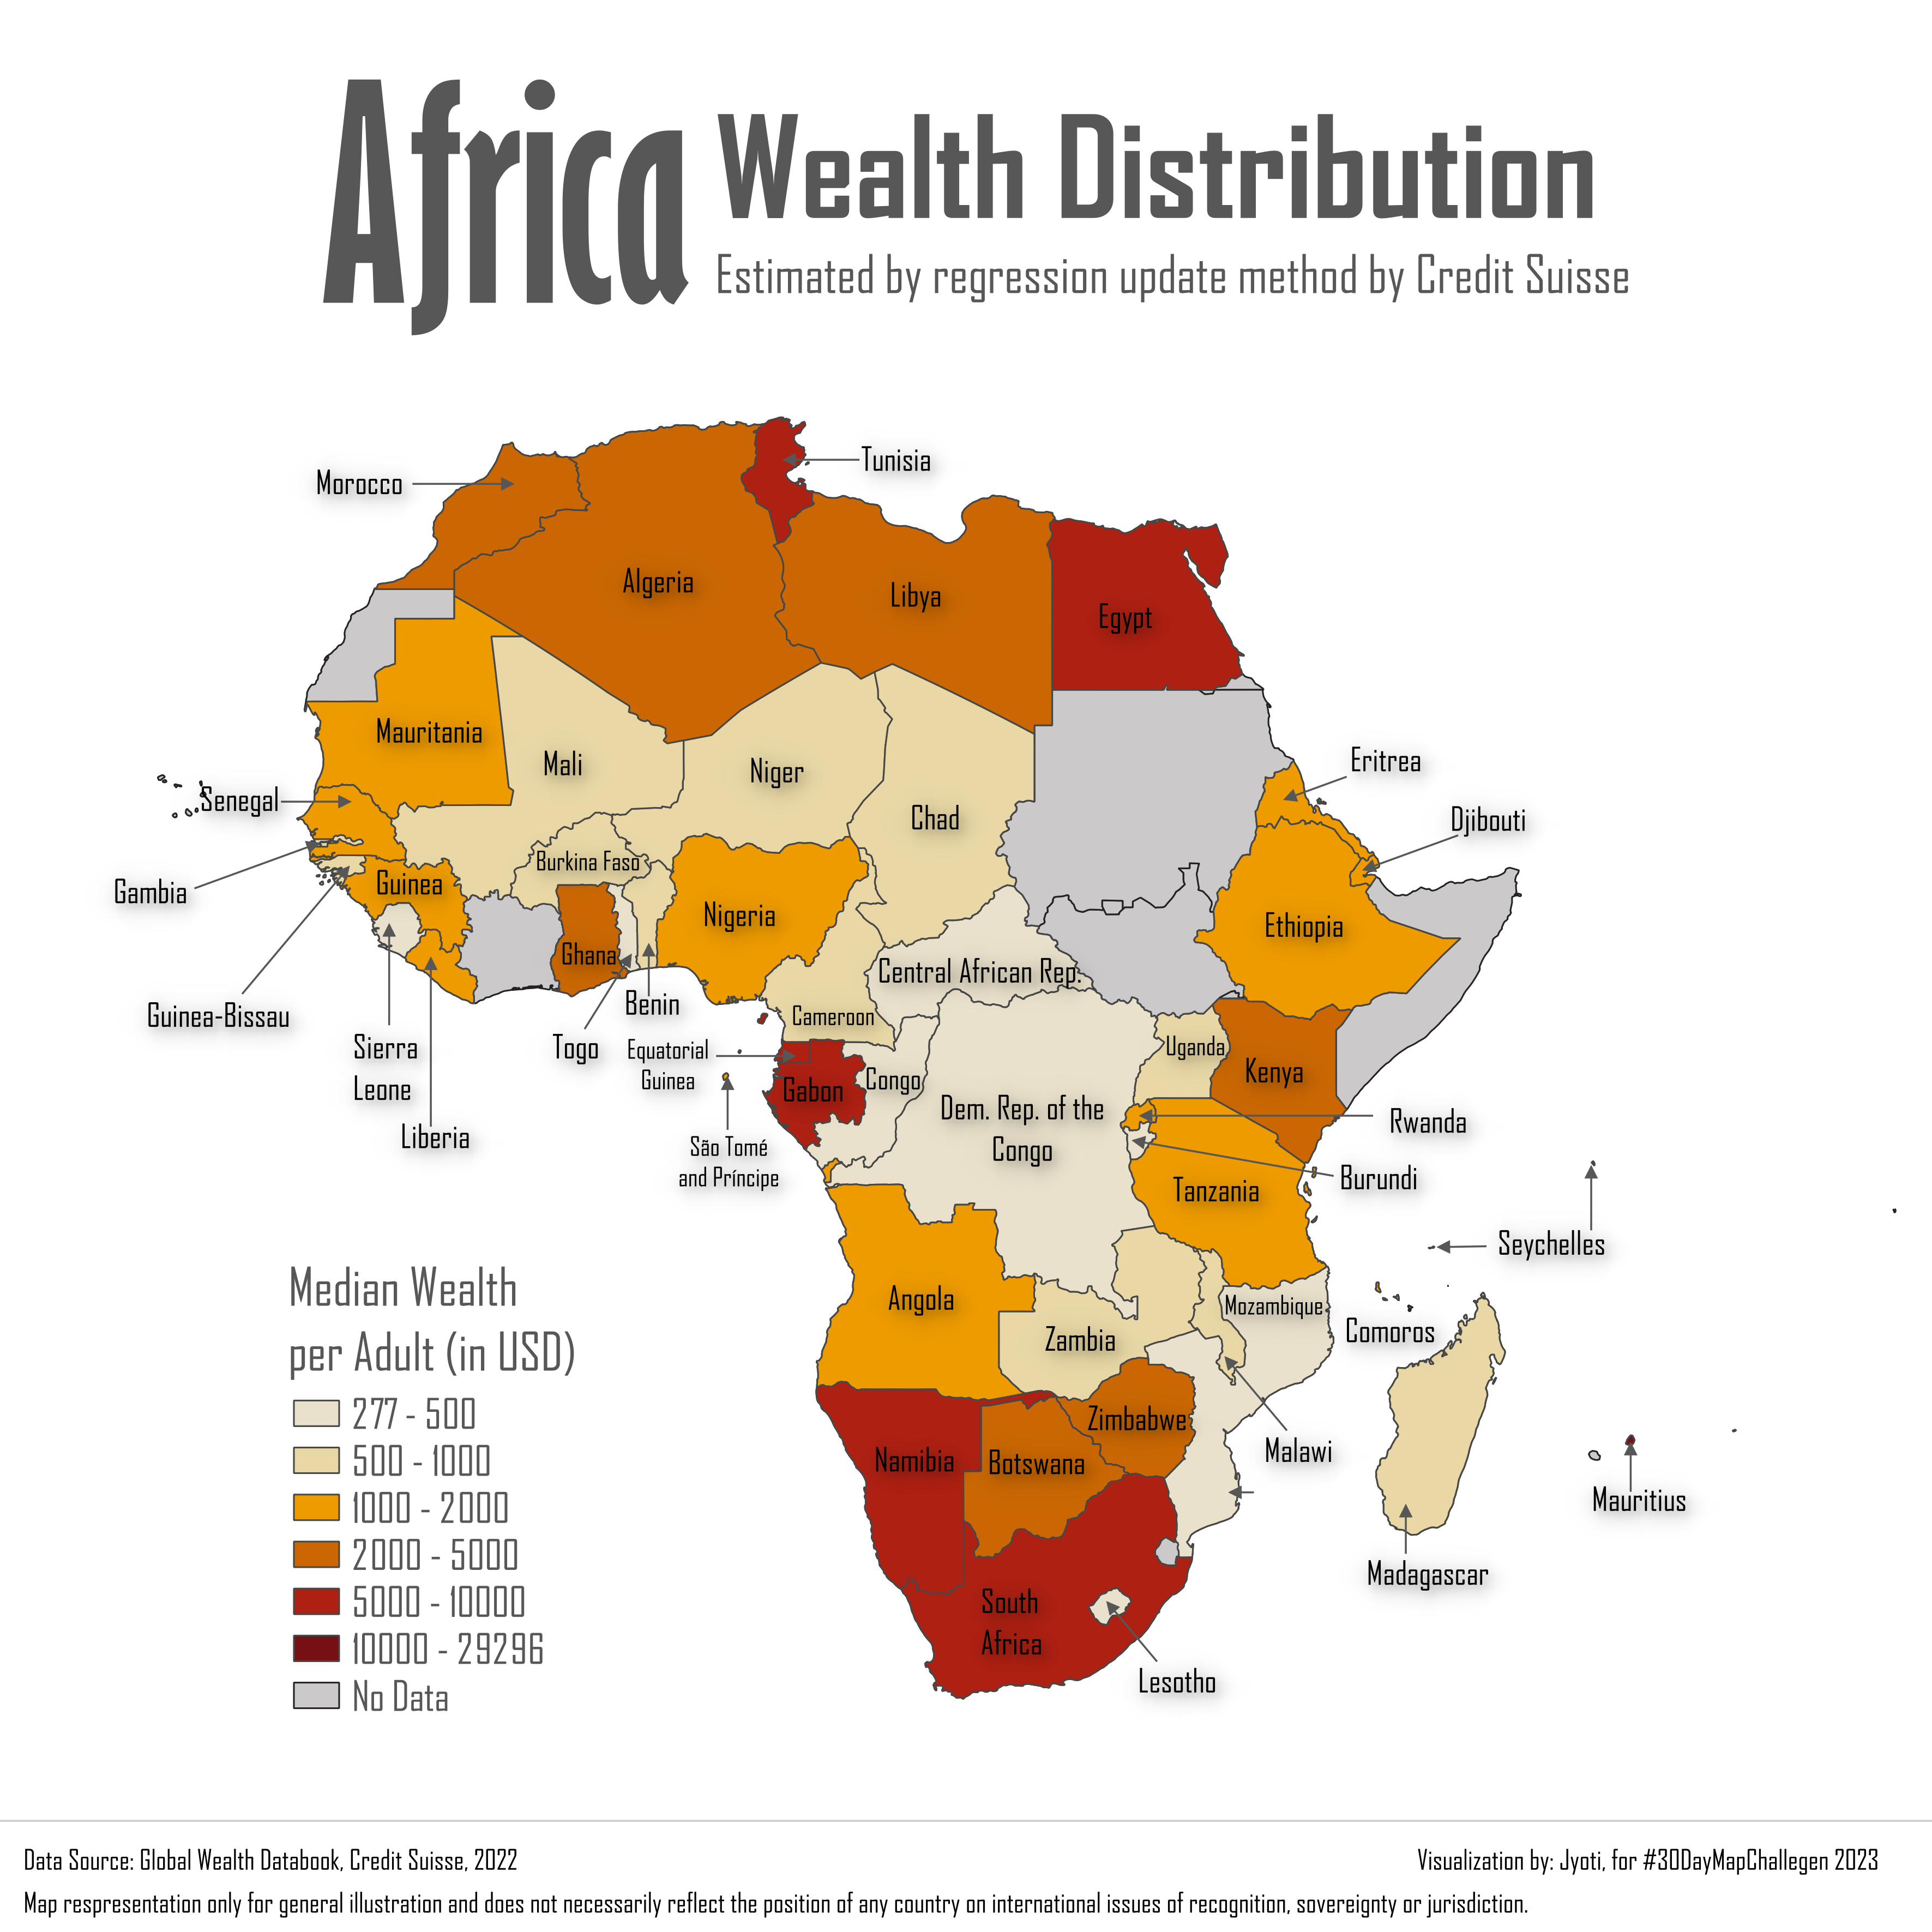 Africa Wealth Distribution
Estimated by regression update method by Credit Suisse
Tunisia
Morocco
Algeria
Libya
Egypt
Mauritania
Mali
Niger
Chad
Eritrea
Senegal
Djibouti
Gambia
Burkina Faso
Guinea
Nigeria
Ethiopia
Ghana
Central African Rep.
Guinea-Bissau
Benin
Cameroon
Sierra
Leone
Togo
Equatorial
Guinea
Uganda
Kenya
Gabon
Congo
Dem. Rep. of the
Congo
Liberia
Rwanda
São Tomé
and Príncipe
Burundi
Tanzania
Seychelles
Angola
Mozambique
Comoros
Zambia
Zimbabwe
Malawi
Namibia
Botswana
Mauritius
Madagascar
South
Africa
Lesotho
Median Wealth
per Adult (in USD)
277 - 500
500 - 1000
1000 - 2000
2000 - 5000
5000 - 10000
10000 - 29296
No Data
Data Source: Global Wealth Databook, Credit Suisse, 2022
Visualization by: Jyoti, for #30DayMapChallegen 2023
Map respresentation only for general illustration and does not necessarily reflect the position of any country on international issues of recognition, sovereignty or jurisdiction.